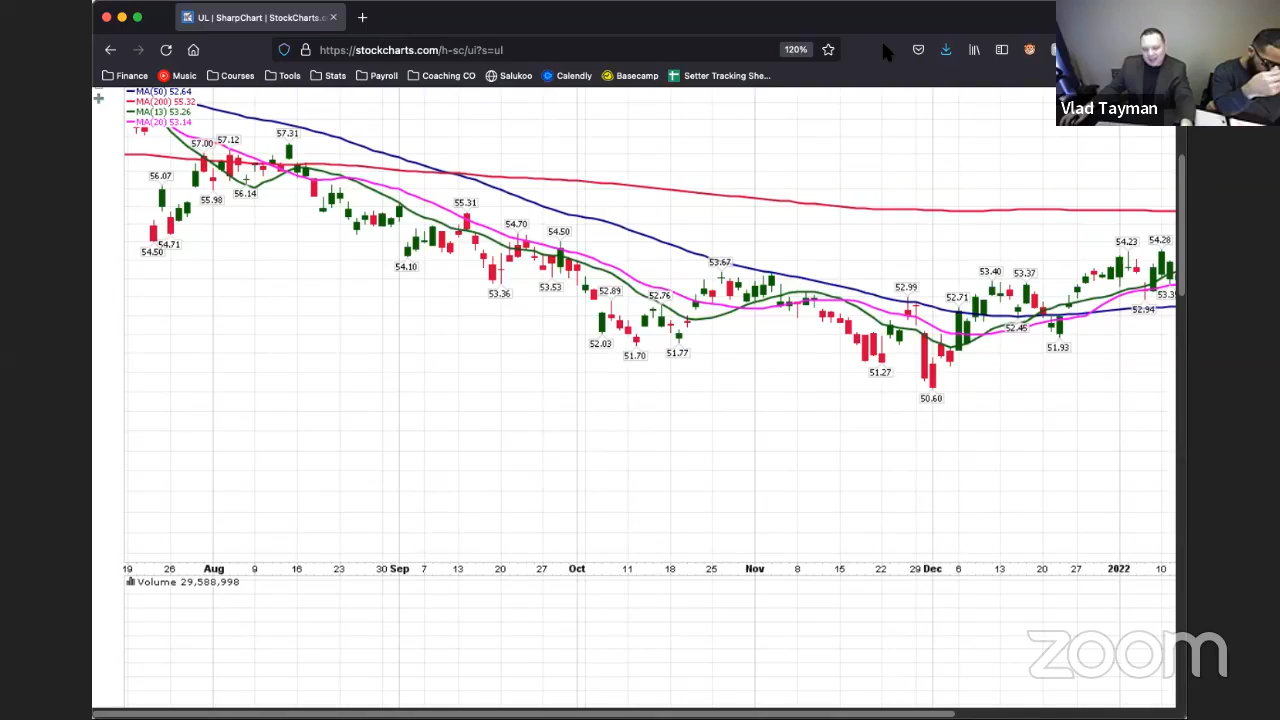 UL | SharpChart | StockCharts.c
https://stockcharts.com/h-sc/ui?s=ul
120%
Finance Music Courses Tools Stats Payroll Coaching CO Salukoo Calendly Basecamp Setter Tracking She...
Vlad Tayman
MA(50) 52.64
MA(200) 55.32
MA(13) 53.26
MA(20) 53.14
57.00 57.12 57.31
56.07 55.98 56.14
54.50 54.71
54.10
55.31
54.70
54.50
53.36
53.53
52.89
52.76
52.03
51.70
51.77
53.67
52.99
51.27
50.60
52.71
53.40
53.37
52.45
51.93
54.23
54.28
52.94
19 26 Aug 9 16 23 30 Sep 7 13 20 27 Oct 11 18 25 Nov 8 15 22 29 Dec 6 13 20 27 2022 10
Volume 29,588,998
zoom